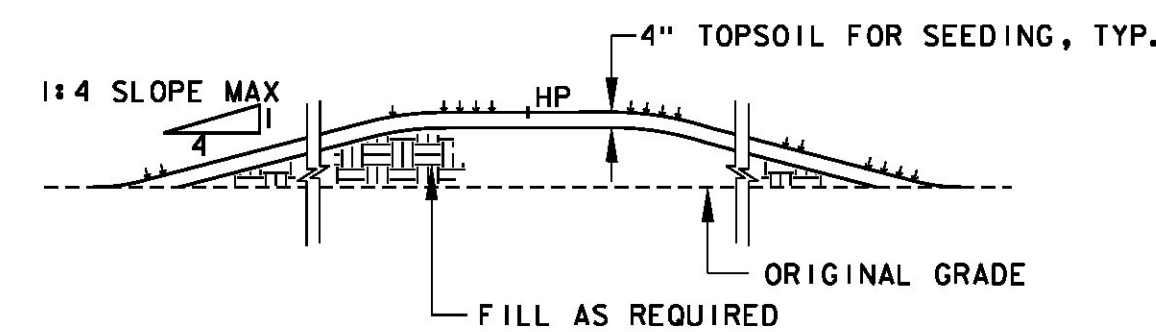 4" TOPSOIL FOR SEEDING, TYP.
1:4 SLOPE MAX
HP
1
4
ORIGINAL GRADE
FILL AS REQUIRED